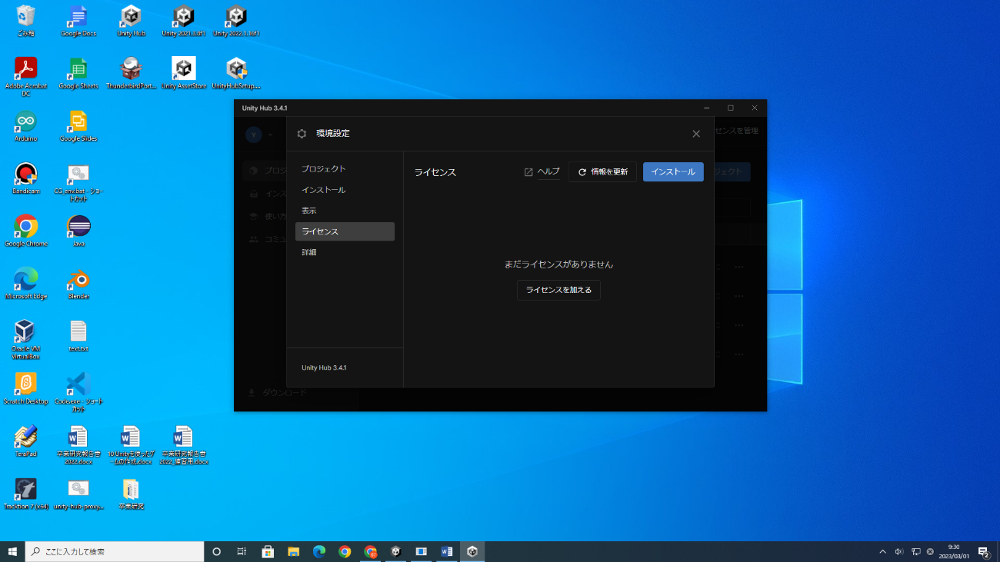 ごみ箱
Google Docs
Unity Hub
Unity 2021.3.8f1
Unity 2022.1.16f1
Adobe Acrobat
DC
Google Sheets
ThunderbirdPort...
Unity AssetStore
UnityHubSetup....
Arduino
Google Slides
Bandicam
CG_env.bat - ショー
トカット
Google Chrome
Java
Microsoft Edge
Blender
Oracle VM
VirtualBox
text.txt
Scratch Desktop
Code.exe - ショート
カット
TeraPad
卒業研究報告書
2022.docx
10.Unityを使ったゲ
ームの作成.docx
卒業研究報告書
2022_練習用.docx
Tracktion 7 (x64)
unity-hub-proxy...
卒業研究
Unity Hub 3.4.1
Y
環境設定
センスを管理
プロジェクト
インストール
表示
ライセンス
詳細
Unity Hub 3.4.1
ライセンス
ヘルプ
情報を更新
インストール
ジェクト
まだライセンスがありません
ライセンスを加える
プロジ
インス
使い方
コミュ
ダウンロード
ここに入力して検索
9:30
2023/03/01
2